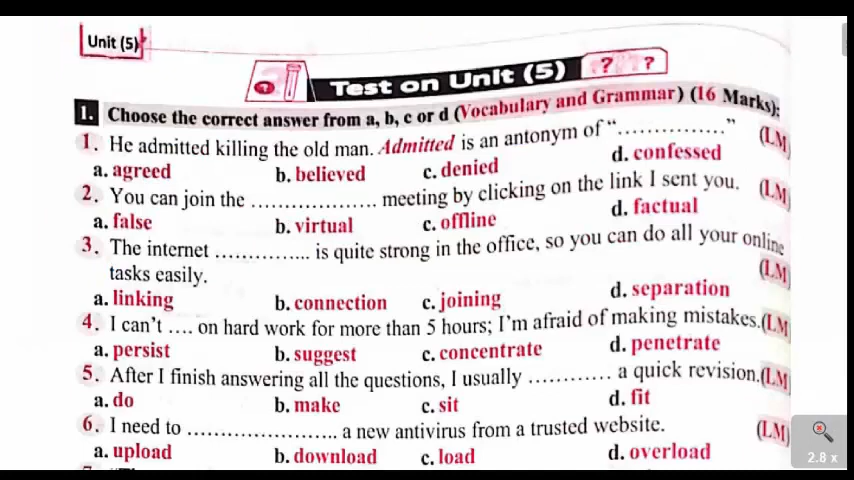 Unit (5)
Test on Unit (5) ? ?
1. Choose the correct answer from a, b, c or d (Vocabulary and Grammar) (16 Marks):
1. He admitted killing the old man. Admitted is an antonym of “...............” (LM)
a. agreed b. believed c. denied d. confessed
2. You can join the .................. meeting by clicking on the link I sent you. (LM)
a. false b. virtual c. offline d. factual
3. The internet .............. is quite strong in the office, so you can do all your online
tasks easily. (LM)
a. linking b. connection c. joining d. separation
4. I can’t .... on hard work for more than 5 hours; I’m afraid of making mistakes.(LM
a. persist b. suggest c. concentrate d. penetrate
5. After I finish answering all the questions, I usually ............ a quick revision.(LM
a. do b. make c. sit d. fit
6. I need to ...................... a new antivirus from a trusted website. (LM)
a. upload b. download c. load d. overload
2.8 x